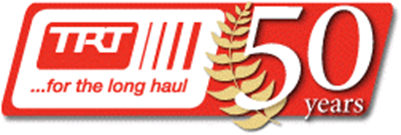 TRT
...for the long haul
50
years